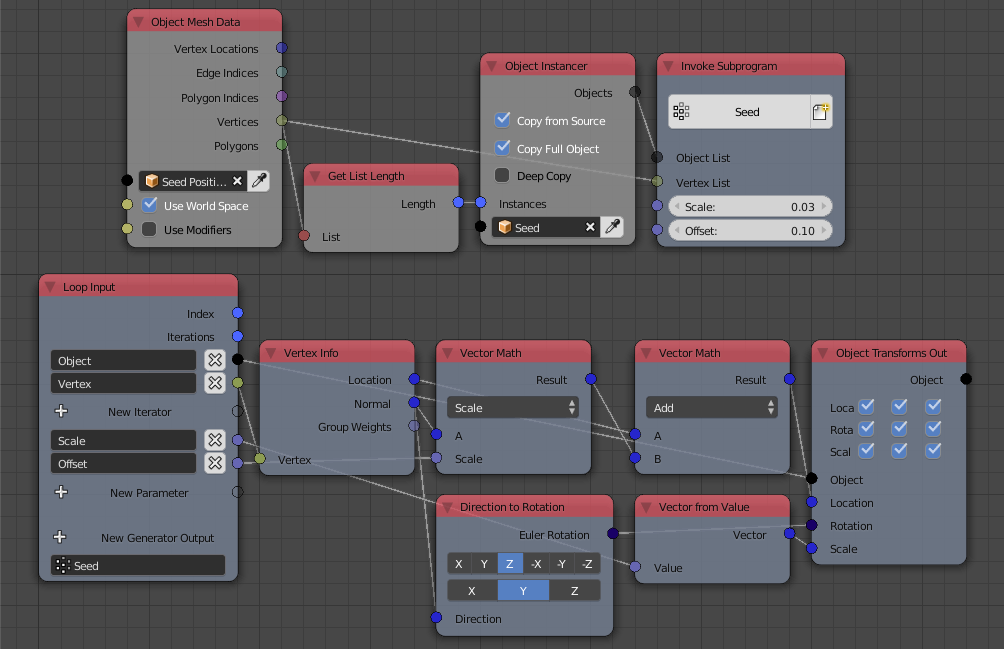 Object Mesh Data
Vertex Locations
Edge Indices
Polygon Indices
Vertices
Polygons
Seed Positi...
Use World Space
Use Modifiers
Get List Length
Length
List
Object Instancer
Objects
Copy from Source
Copy Full Object
Deep Copy
Instances
Seed
Invoke Subprogram
Seed
Object List
Vertex List
Scale: 0.03
Offset: 0.10
Loop Input
Index
Iterations
Object
Vertex
New Iterator
Scale
Offset
New Parameter
New Generator Output
Seed
Vertex Info
Location
Normal
Group Weights
Vertex
Vector Math
Result
Scale
A
Scale
Direction to Rotation
Euler Rotation
X Y Z -X -Y -Z
X Y Z
Direction
Vector Math
Result
Add
A
B
Vector from Value
Vector
Value
Object Transforms Out
Object
Loca
Rota
Scal
Object
Location
Rotation
Scale